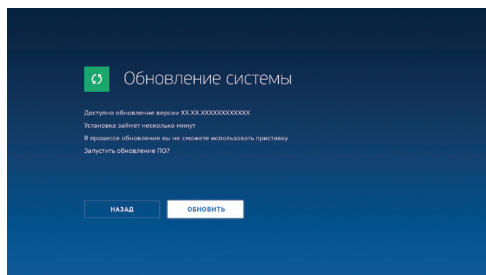 Обновление системы
Доступно обновление версии XX.XX.XXXXXXXXXXXX
Установка займет несколько минут
В процессе обновления вы не сможете использовать приставку
Запустить обновление ПО?
НАЗАД
ОБНОВИТЬ